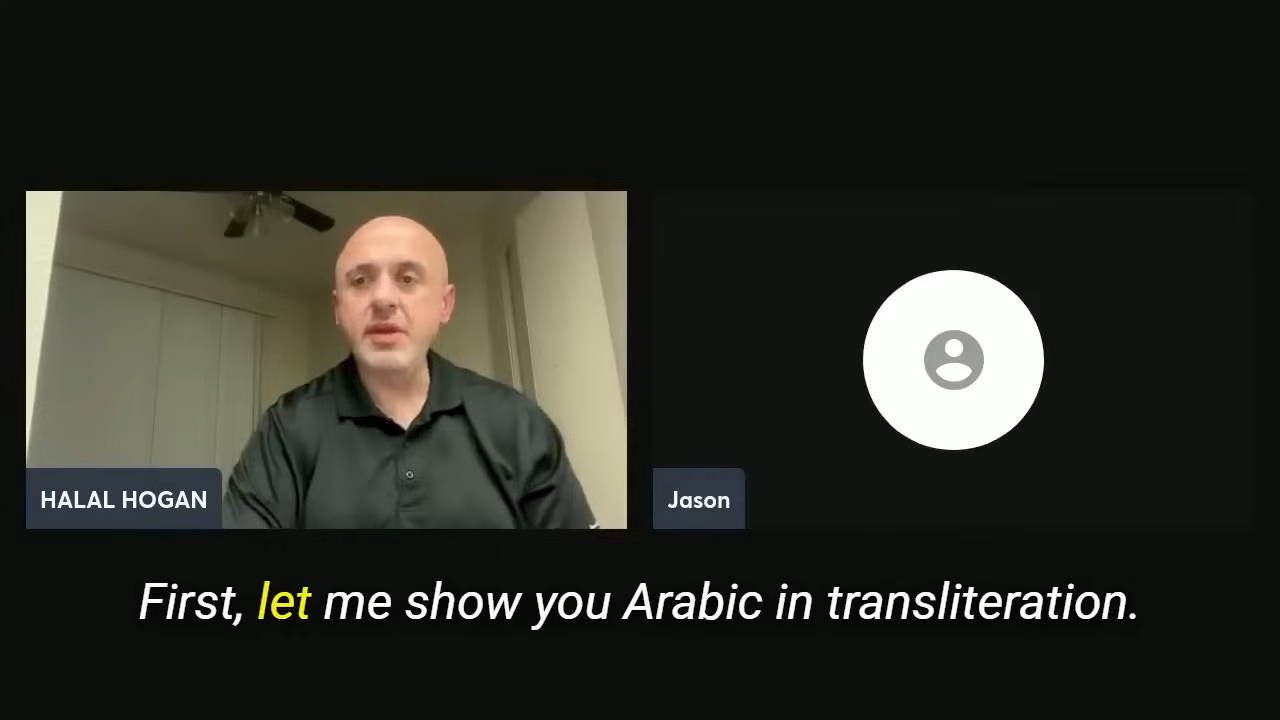 HALAL HOGAN
Jason
First, let me show you Arabic in transliteration.